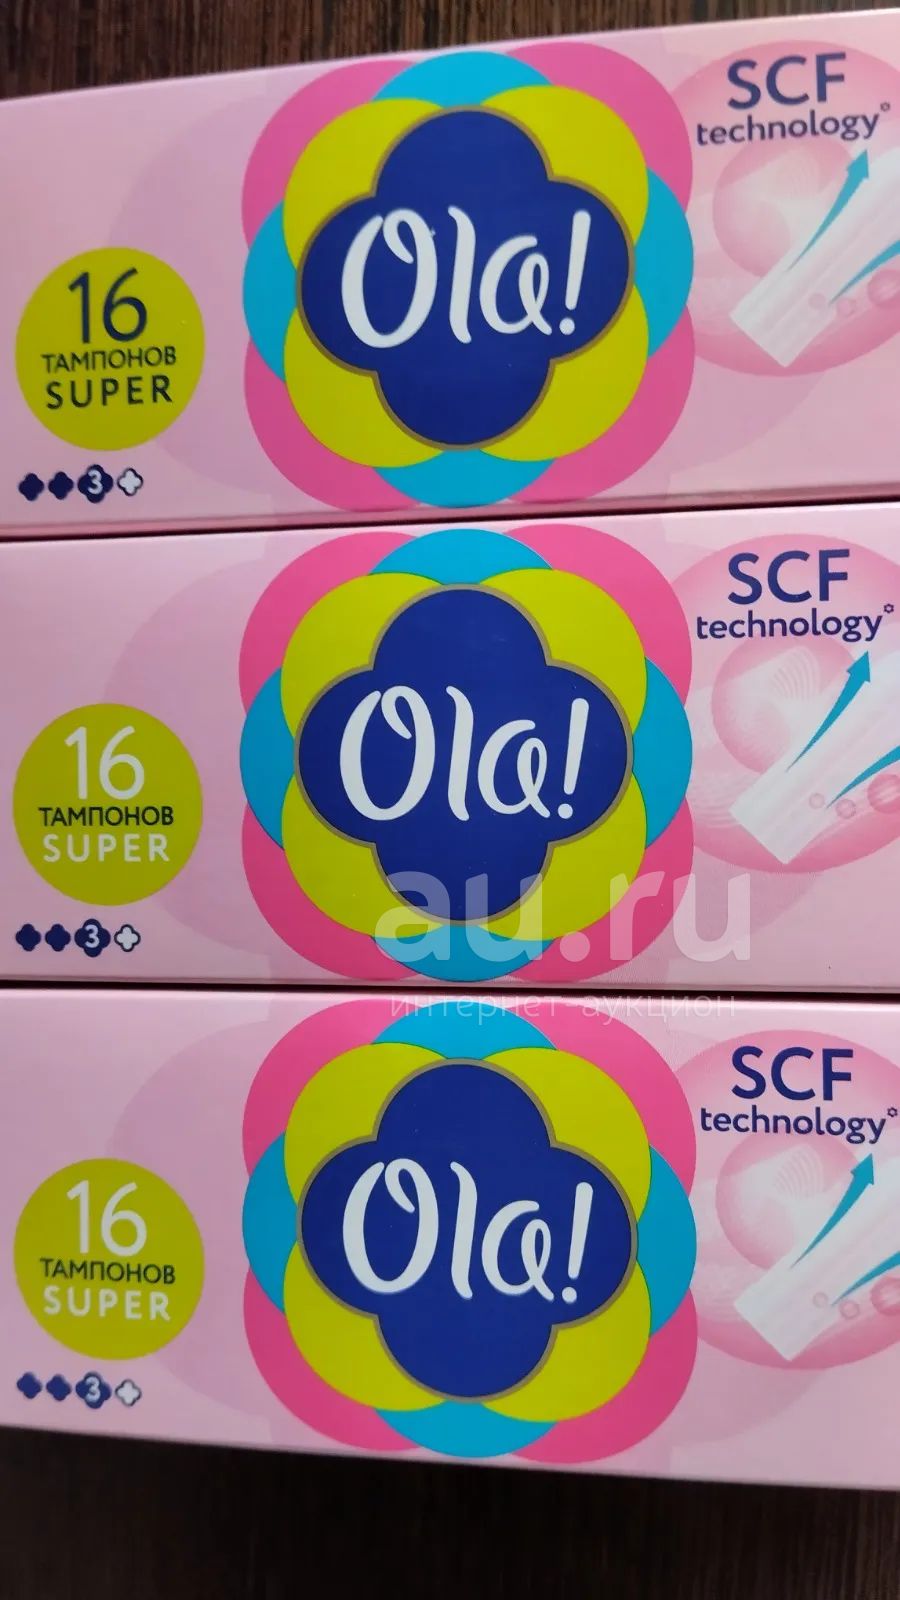 SCF
technology*
Ola!
16
ТАМПОНОВ
SUPER
3
SCF
technology*
Ola!
16
ТАМПОНОВ
SUPER
3
au.ru
интернет-аукцион
SCF
technology*
Ola!
16
ТАМПОНОВ
SUPER
3